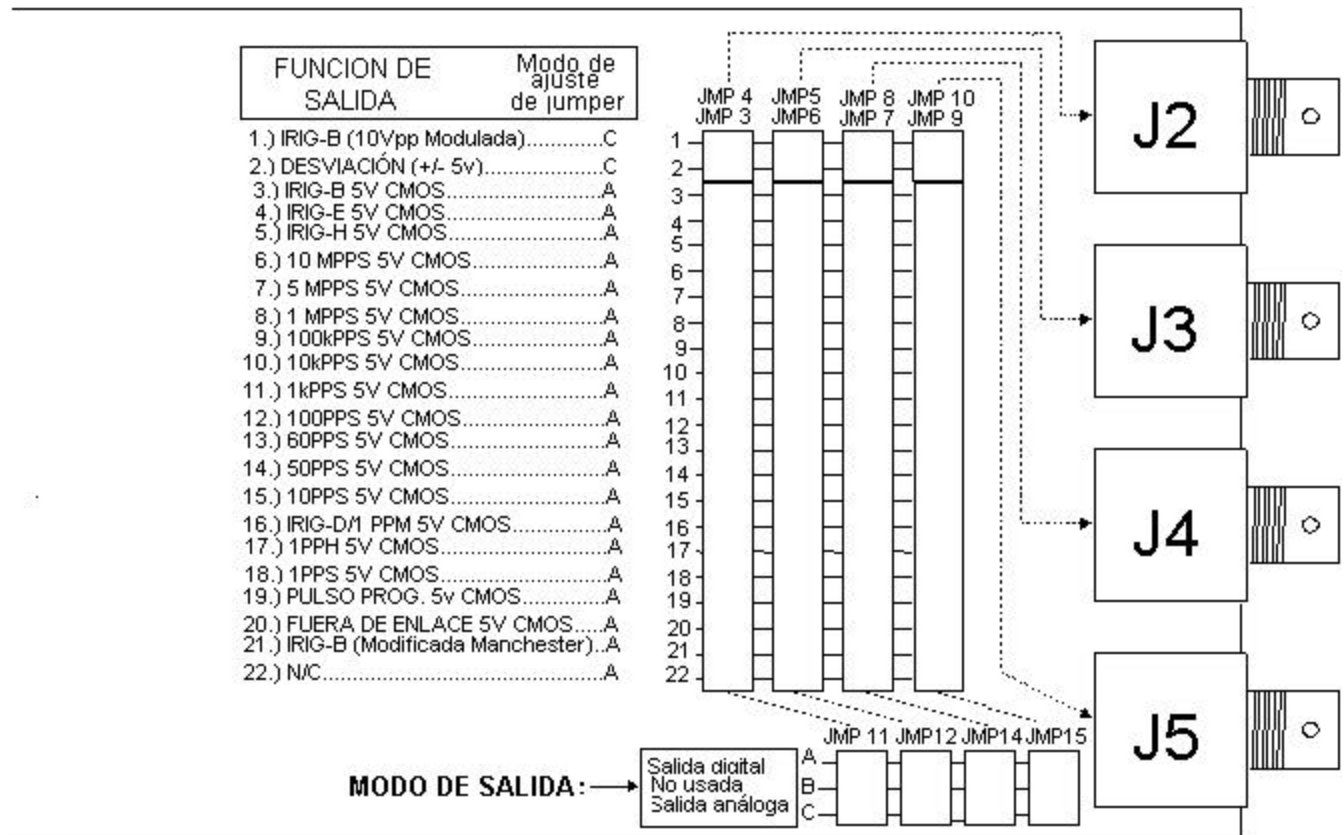 FUNCION DE SALIDA
Modo de ajuste de jumper
1.) IRIG-B (10Vpp Modulada).............C
2.) DESVIACIÓN (+/- 5v)...................C
3.) IRIG-B 5V CMOS.......................A
4.) IRIG-E 5V CMOS.......................A
5.) IRIG-H 5V CMOS.......................A
6.) 10 MPPS 5V CMOS...................A
7.) 5 MPPS 5V CMOS.....................A
8.) 1 MPPS 5V CMOS.....................A
9.) 100kPPS 5V CMOS...................A
10.) 10kPPS 5V CMOS....................A
11.) 1kPPS 5V CMOS......................A
12.) 100PPS 5V CMOS....................A
13.) 60PPS 5V CMOS......................A
14.) 50PPS 5V CMOS......................A
15.) 10PPS 5V CMOS......................A
16.) IRIG-D/1 PPM 5V CMOS............A
17.) 1PPH 5V CMOS.......................A
18.) 1PPS 5V CMOS.......................A
19.) PULSO PROG. 5v CMOS............A
20.) FUERA DE ENLACE 5V CMOS.....A
21.) IRIG-B (Modificada Manchester)..A
22.) N/C.......................................A
JMP 4 JMP5 JMP 8 JMP 10
JMP 3 JMP6 JMP 7 JMP 9
1
2
3
4
5
6
7
8
9
10
11
12
13
14
15
16
17
18
19
20
21
22
J2
J3
J4
J5
JMP 11 JMP12 JMP14 JMP15
MODO DE SALIDA:
Salida digital A
No usada B
Salida análoga C